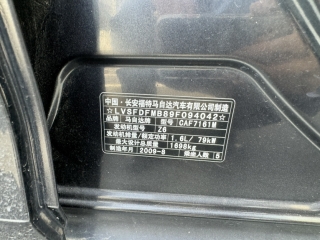 中国·长安福特马自达汽车有限公司制造
☆LVSFDFMB89F094042☆
品牌 马自达牌 型号 CAF7161M
发动机型号 Z6
发动机排量/额定功率 1.6L/ 79kW
最大设计总质量 1698kg
制造年月 2009-8 乘座人数 5